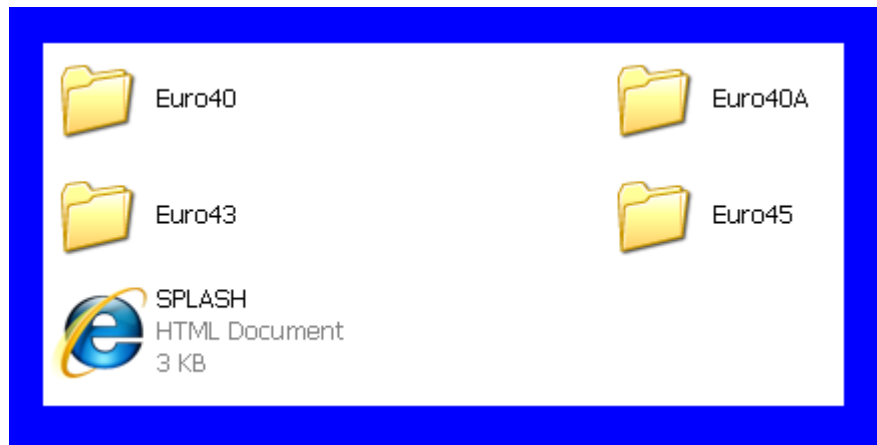 Euro40
Euro40A
Euro43
Euro45
SPLASH
HTML Document
3 KB